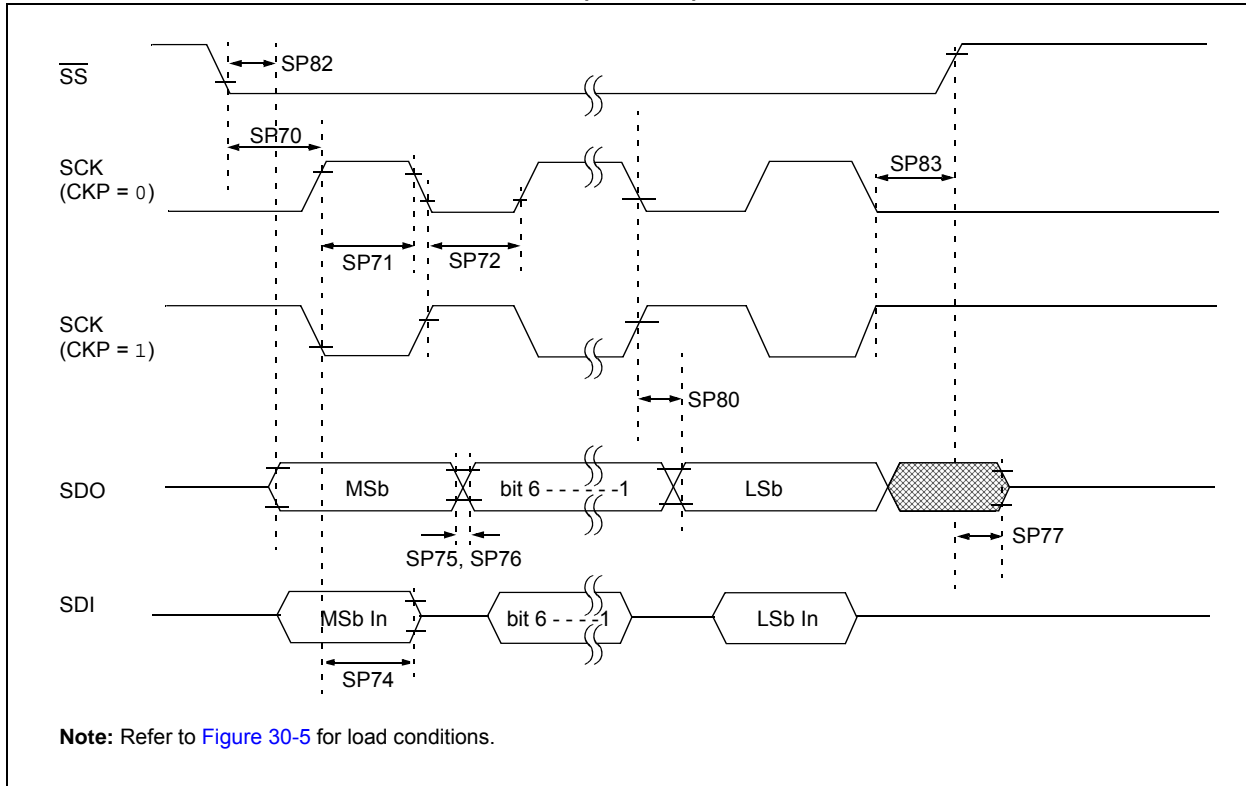 SS
SP82
SP70
SCK
(CKP = 0)
SP83
SP71
SP72
SCK
(CKP = 1)
SP80
SDO
MSb
bit 6 - - - - - -1
LSb
SP75, SP76
SP77
SDI
MSb In
bit 6 - - - -1
LSb In
SP74
Note: Refer to Figure 30-5 for load conditions.